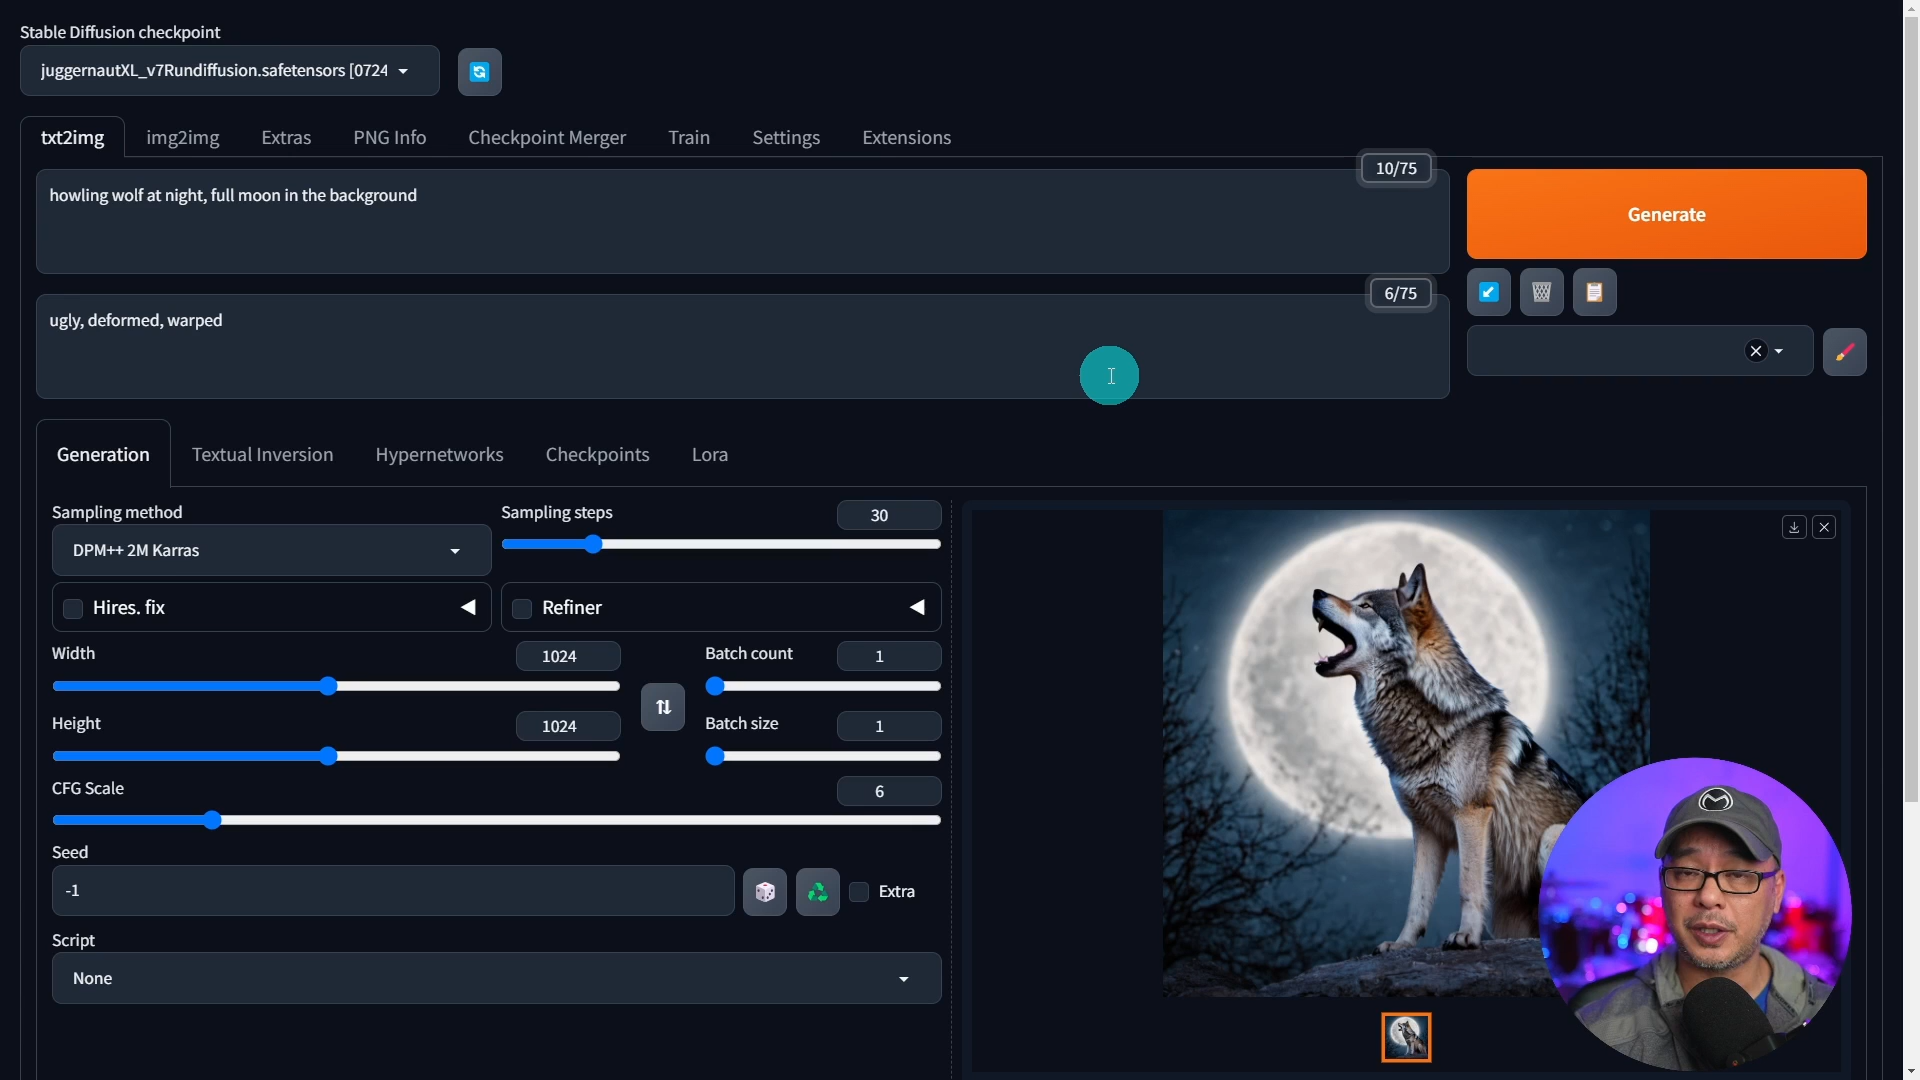 Stable Diffusion checkpoint
juggernautXL_v7Rundiffusion.safetensors [0724
txt2img img2img Extras PNG Info Checkpoint Merger Train Settings Extensions
10/75
howling wolf at night, full moon in the background
Generate
6/75
ugly, deformed, warped
Generation Textual Inversion Hypernetworks Checkpoints Lora
Sampling method
DPM++ 2M Karras
Sampling steps
30
Hires. fix
Refiner
Width
1024
Batch count
1
Height
1024
Batch size
1
CFG Scale
6
Seed
-1
Extra
Script
None